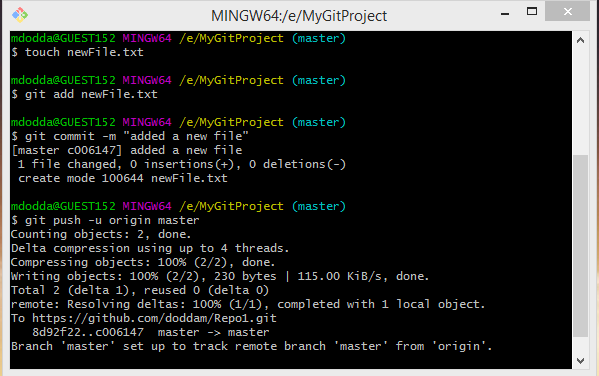 MINGW64:/e/MyGitProject
mdodda@GUEST152 MINGW64 /e/MyGitProject (master)
$ touch newFile.txt
mdodda@GUEST152 MINGW64 /e/MyGitProject (master)
$ git add newFile.txt
mdodda@GUEST152 MINGW64 /e/MyGitProject (master)
$ git commit -m "added a new file"
[master c006147] added a new file
 1 file changed, 0 insertions(+), 0 deletions(-)
 create mode 100644 newFile.txt
mdodda@GUEST152 MINGW64 /e/MyGitProject (master)
$ git push -u origin master
Counting objects: 2, done.
Delta compression using up to 4 threads.
Compressing objects: 100% (2/2), done.
Writing objects: 100% (2/2), 230 bytes | 115.00 KiB/s, done.
Total 2 (delta 1), reused 0 (delta 0)
remote: Resolving deltas: 100% (1/1), completed with 1 local object.
To https://github.com/doddam/Repo1.git
   8d92f22..c006147  master -> master
Branch 'master' set up to track remote branch 'master' from 'origin'.